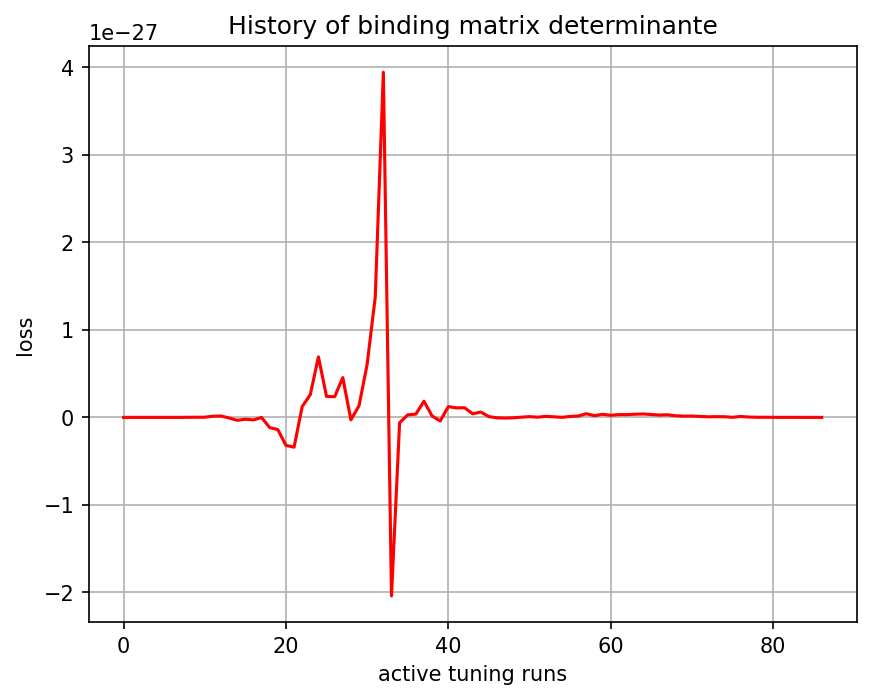 History of binding matrix determinante
1e−27
4
3
2
1
0
−1
−2
loss
0 20 40 60 80
active tuning runs